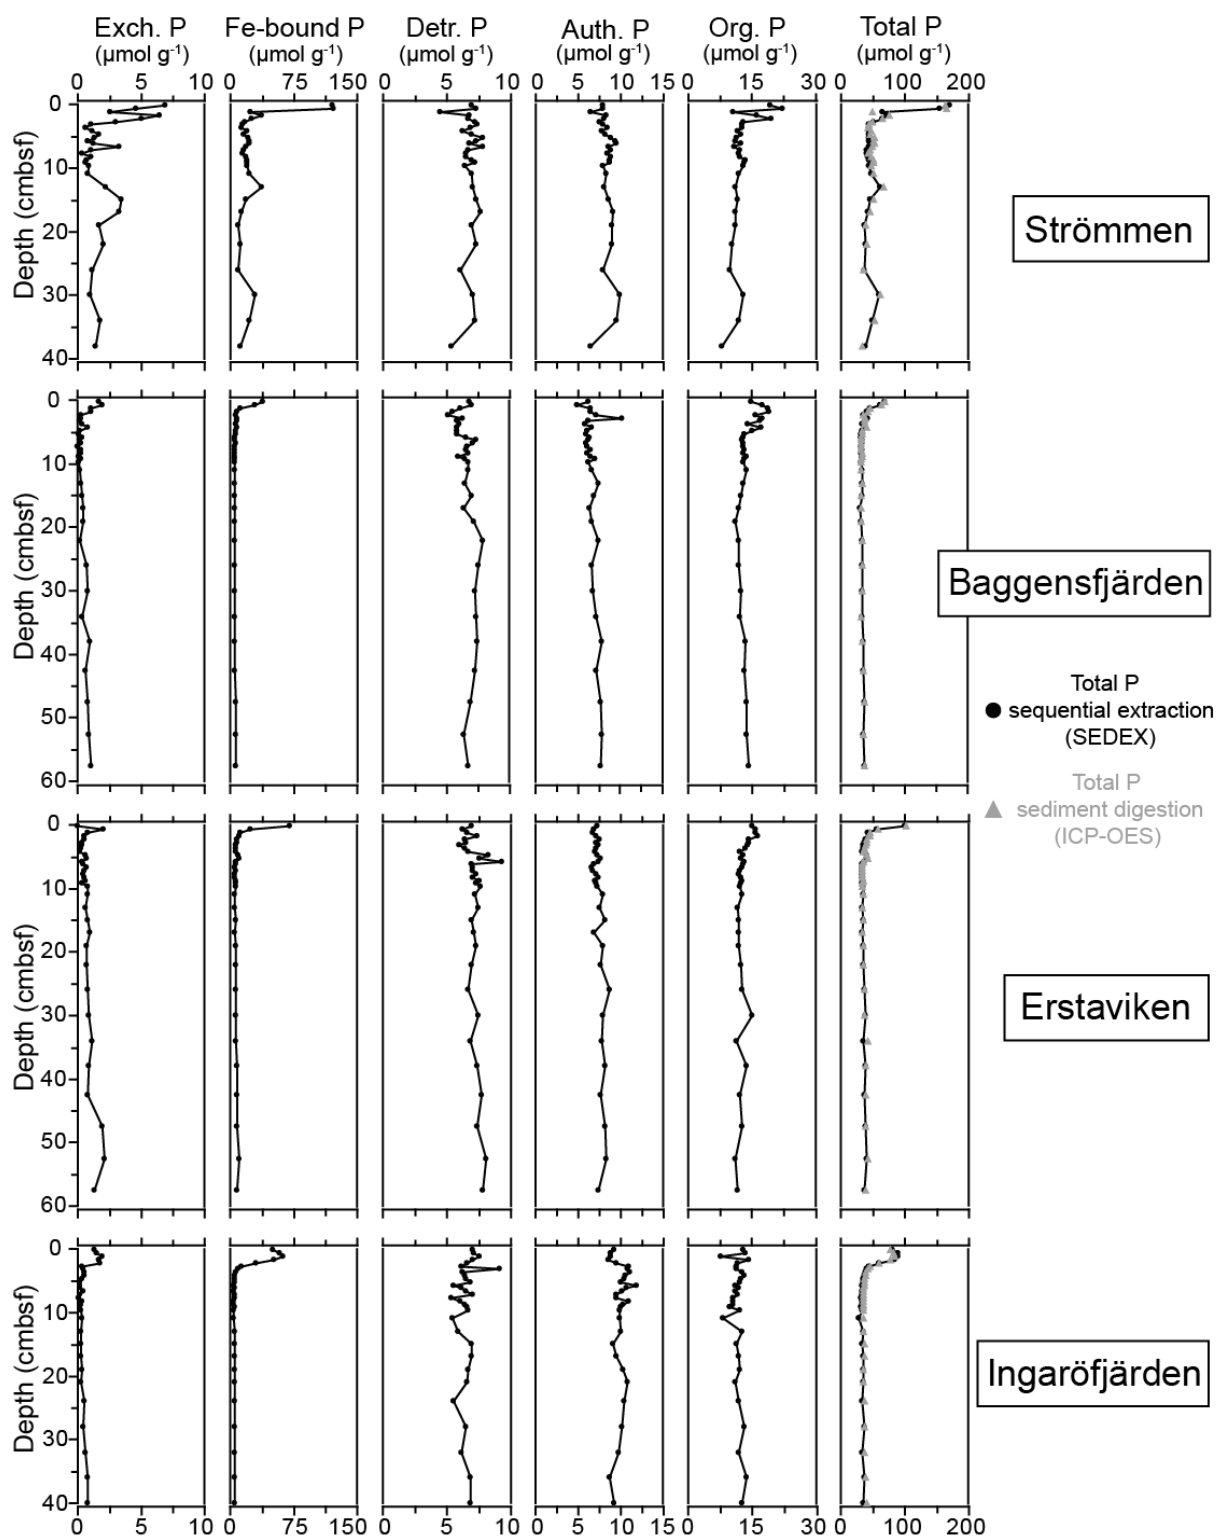 Exch. P Fe-bound P Detr. P Auth. P Org. P Total P
(µmol g-1) (µmol g-1) (µmol g-1) (µmol g-1) (µmol g-1) (µmol g-1)
0 5 10 0 75 150 0 5 10 0 5 10 15 0 15 30 0 100 200
0
10
20
30
40
Depth (cmbsf)
Strömmen
0
10
20
30
40
50
60
Depth (cmbsf)
Baggensfjärden
Total P
sequential extraction
(SEDEX)
Total P
sediment digestion
(ICP-OES)
0
10
20
30
40
50
60
Depth (cmbsf)
Erstaviken
0
10
20
30
40
Depth (cmbsf)
Ingaröfjärden
0 5 10 0 75 150 0 5 10 0 5 10 15 0 15 30 0 100 200